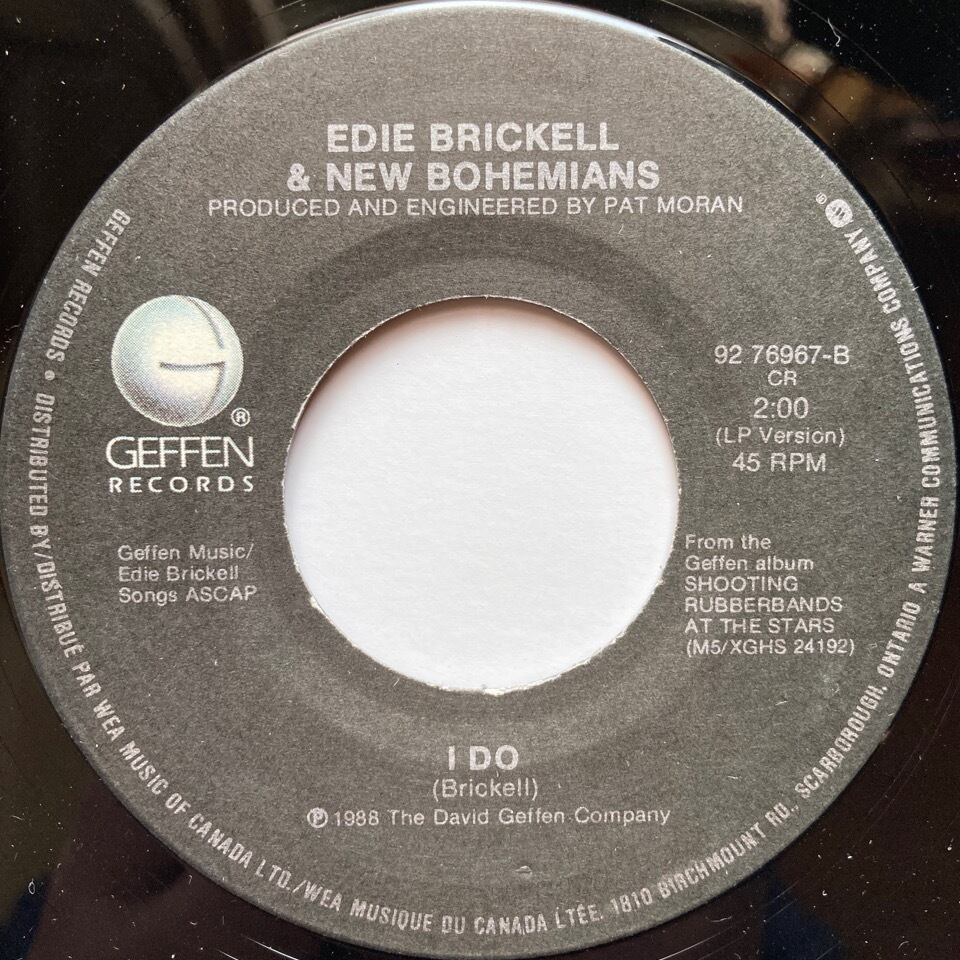 EDIE BRICKELL
& NEW BOHEMIANS
PRODUCED AND ENGINEERED BY PAT MORAN
®
GEFFEN
RECORDS
92 76967-B
CR
2:00
(LP Version)
45 RPM
Geffen Music/
Edie Brickell
Songs ASCAP
From the
Geffen album
SHOOTING
RUBBERBANDS
AT THE STARS
(M5/XGHS 24192)
I DO
(Brickell)
℗ 1988 The David Geffen Company
GEFFEN RECORDS • DISTRIBUTED BY/DISTRIBUÉ PAR WEA MUSIC OF CANADA LTD./WEA MUSIQUE DU CANADA LTÉE. 1810 BIRCHMOUNT RD., SCARBOROUGH, ONTARIO A WARNER COMMUNICATIONS COMPANY ®